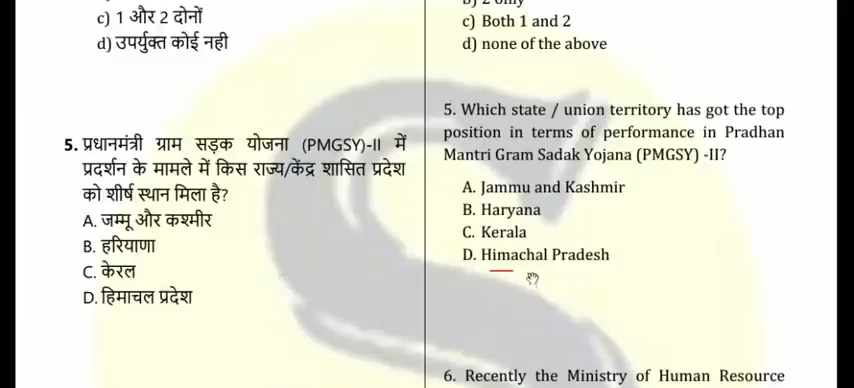 c) 1 और 2 दोनों
d) उपर्युक्त कोई नही
5. प्रधानमंत्री ग्राम सड़क योजना (PMGSY)-II में
प्रदर्शन के मामले में किस राज्य/केंद्र शासित प्रदेश
को शीर्ष स्थान मिला है?
A. जम्मू और कश्मीर
B. हरियाणा
C. केरल
D. हिमाचल प्रदेश
c) Both 1 and 2
d) none of the above
5. Which state / union territory has got the top
position in terms of performance in Pradhan
Mantri Gram Sadak Yojana (PMGSY) -II?
A. Jammu and Kashmir
B. Haryana
C. Kerala
D. Himachal Pradesh
6. Recently the Ministry of Human Resource